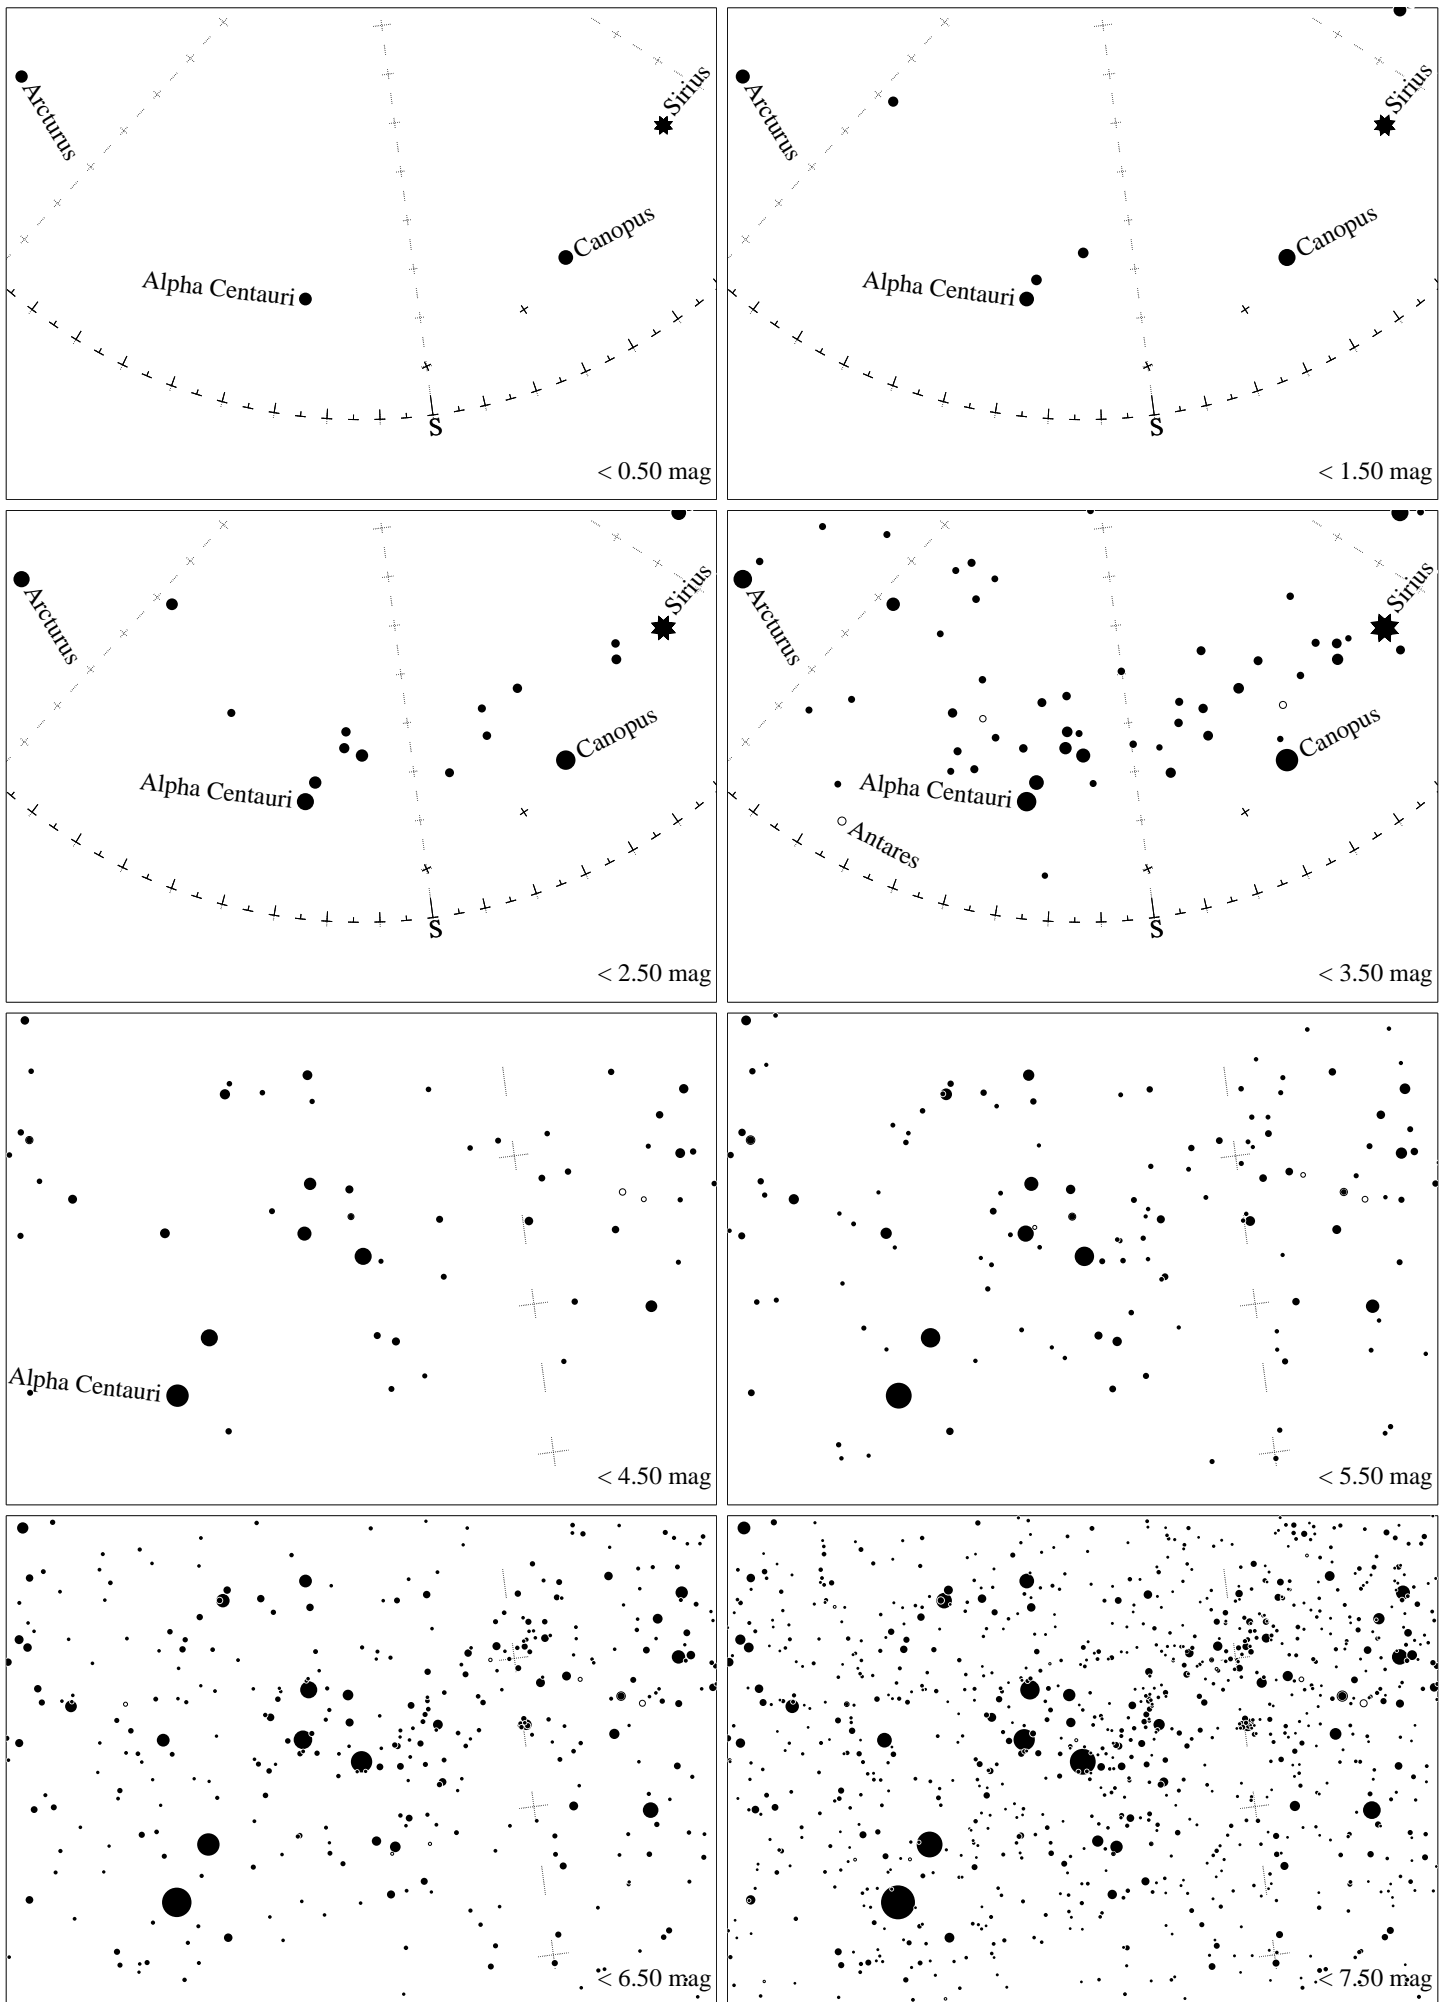 Arcturus
Sirius
Canopus
Alpha Centauri
S
< 0.50 mag
Arcturus
Sirius
Canopus
Alpha Centauri
S
< 1.50 mag
Arcturus
Sirius
Canopus
Alpha Centauri
S
< 2.50 mag
Arcturus
Sirius
Canopus
Alpha Centauri
Antares
S
< 3.50 mag
Alpha Centauri
< 4.50 mag
< 5.50 mag
< 6.50 mag
< 7.50 mag